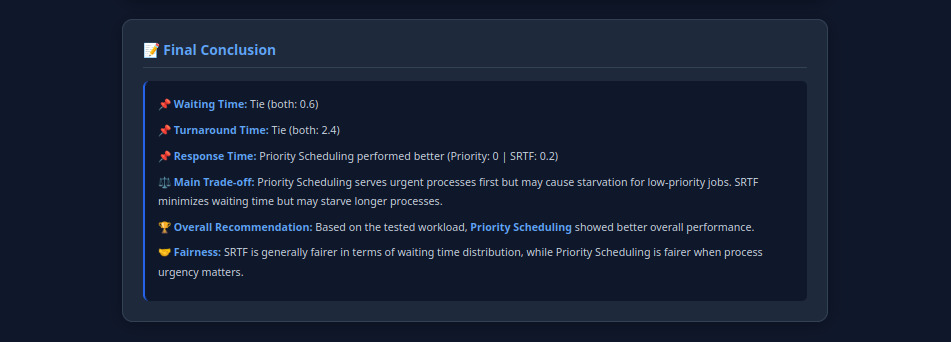 📝 Final Conclusion
📌 Waiting Time: Tie (both: 0.6)
📌 Turnaround Time: Tie (both: 2.4)
📌 Response Time: Priority Scheduling performed better (Priority: 0 | SRTF: 0.2)
⚖️ Main Trade-off: Priority Scheduling serves urgent processes first but may cause starvation for low-priority jobs. SRTF
minimizes waiting time but may starve longer processes.
🏆 Overall Recommendation: Based on the tested workload, Priority Scheduling showed better overall performance.
🤝 Fairness: SRTF is generally fairer in terms of waiting time distribution, while Priority Scheduling is fairer when process
urgency matters.